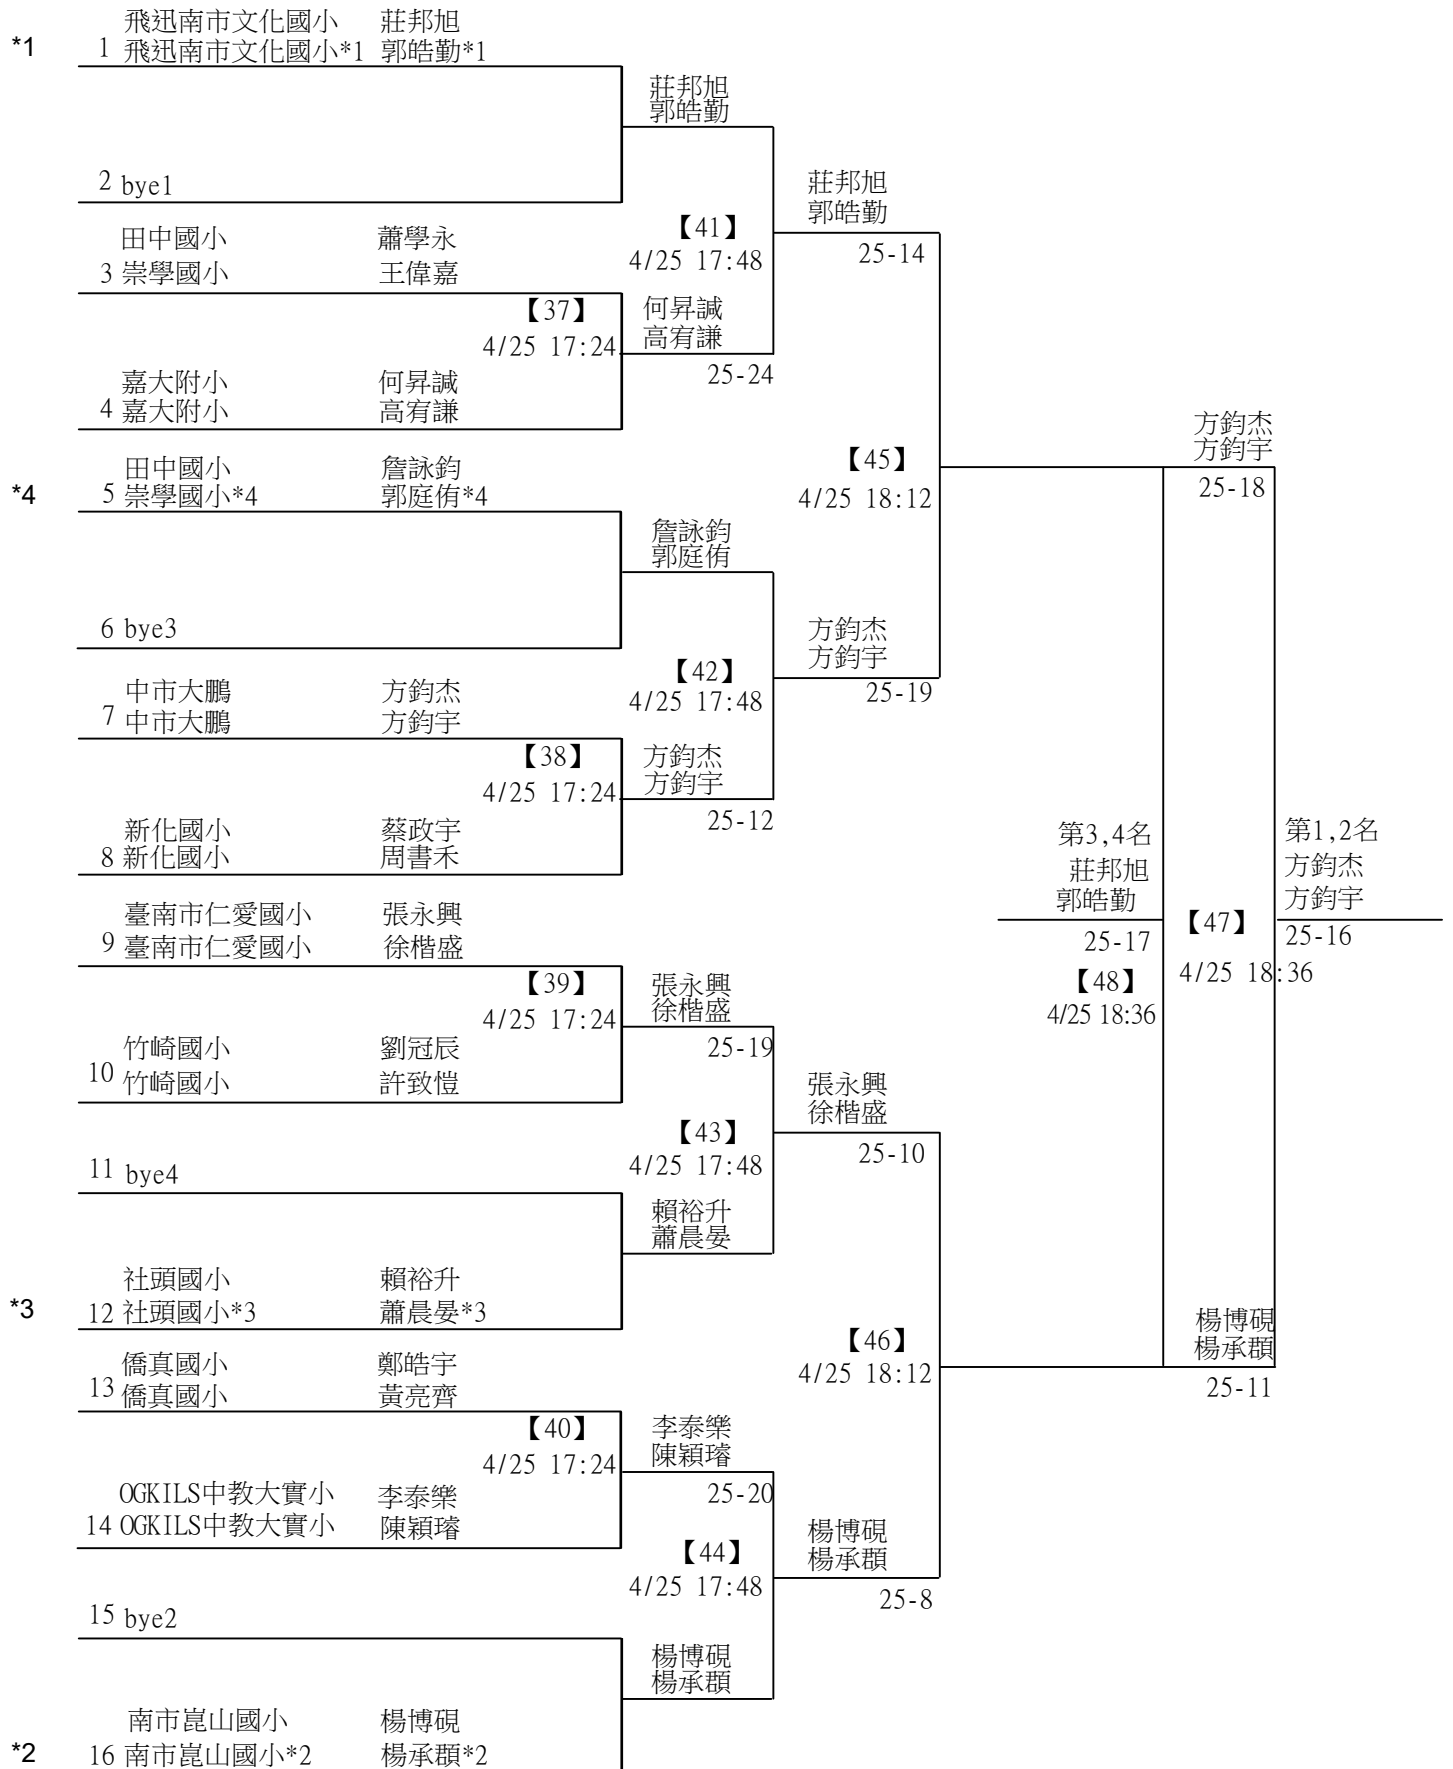 飛迅南市文化國小 莊邦旭
*1 1 飛迅南市文化國小*1 郭皓勤*1
莊邦旭
郭皓勤
2 bye1
莊邦旭
郭皓勤
田中國小 蕭學永
3 崇學國小 王偉嘉
【41】
4/25 17:48
25-14
【37】
4/25 17:24
何昇諴
高宥謙
25-24
嘉大附小 何昇諴
4 嘉大附小 高宥謙
方鈞杰
方鈞宇
25-18
田中國小 詹詠鈞
*4 5 崇學國小*4 郭庭侑*4
【45】
4/25 18:12
詹詠鈞
郭庭侑
6 bye3
方鈞杰
方鈞宇
25-19
【42】
4/25 17:48
中市大鵬 方鈞杰
7 中市大鵬 方鈞宇
【38】
4/25 17:24
方鈞杰
方鈞宇
25-12
新化國小 蔡政宇
8 新化國小 周書禾
第3,4名
莊邦旭
郭皓勤
25-17
【48】
4/25 18:36
第1,2名
方鈞杰
方鈞宇
25-16
【47】
4/25 18:36
臺南市仁愛國小 張永興
9 臺南市仁愛國小 徐楷盛
【39】
4/25 17:24
張永興
徐楷盛
25-19
竹崎國小 劉冠辰
10 竹崎國小 許致愷
張永興
徐楷盛
25-10
【43】
4/25 17:48
11 bye4
賴裕升
蕭晨晏
社頭國小 賴裕升
*3 12 社頭國小*3 蕭晨晏*3
【46】
4/25 18:12
楊博硯
楊承頵
25-11
僑真國小 鄭皓宇
13 僑真國小 黃亮齊
【40】
4/25 17:24
李泰樂
陳穎璿
25-20
OGKILS中教大實小 李泰樂
14 OGKILS中教大實小 陳穎璿
【44】
4/25 17:48
楊博硯
楊承頵
25-8
15 bye2
楊博硯
楊承頵
南市崑山國小 楊博硯
*2 16 南市崑山國小*2 楊承頵*2